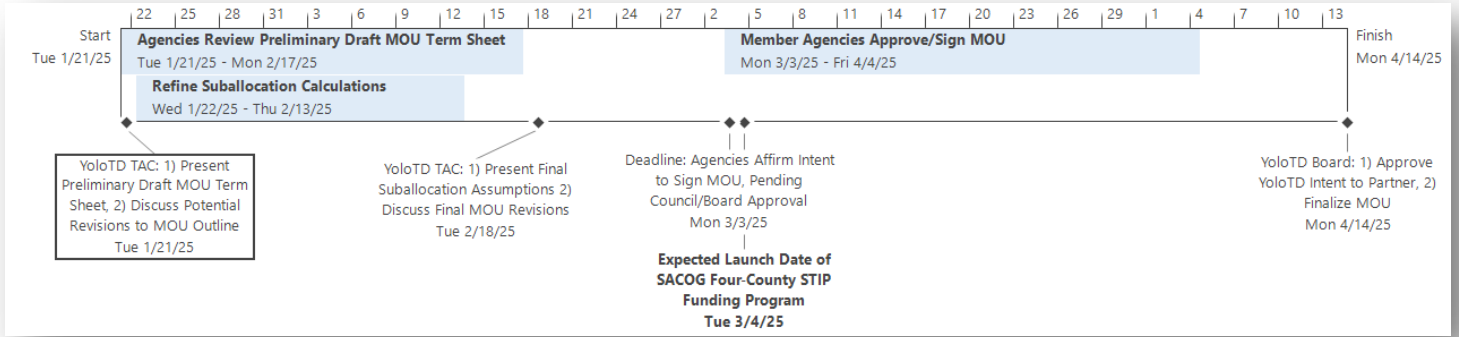 22 25 28 31 3 6 9 12 15 18 21 24 27 2 5 8 11 14 17 20 23 26 29 1 4 7 10 13
Start
Tue 1/21/25
Agencies Review Preliminary Draft MOU Term Sheet
Tue 1/21/25 - Mon 2/17/25
Member Agencies Approve/Sign MOU
Mon 3/3/25 - Fri 4/4/25
Finish
Mon 4/14/25
Refine Suballocation Calculations
Wed 1/22/25 - Thu 2/13/25
YoloTD TAC: 1) Present
Preliminary Draft MOU Term
Sheet, 2) Discuss Potential
Revisions to MOU Outline
Tue 1/21/25
YoloTD TAC: 1) Present Final
Suballocation Assumptions 2)
Discuss Final MOU Revisions
Tue 2/18/25
Deadline: Agencies Affirm Intent
to Sign MOU, Pending
Council/Board Approval
Mon 3/3/25
Expected Launch Date of
SACOG Four-County STIP
Funding Program
Tue 3/4/25
YoloTD Board: 1) Approve
YoloTD Intent to Partner, 2)
Finalize MOU
Mon 4/14/25